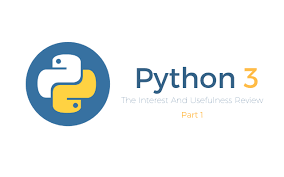 Python 3
The Interest And Usefulness Review
Part 1